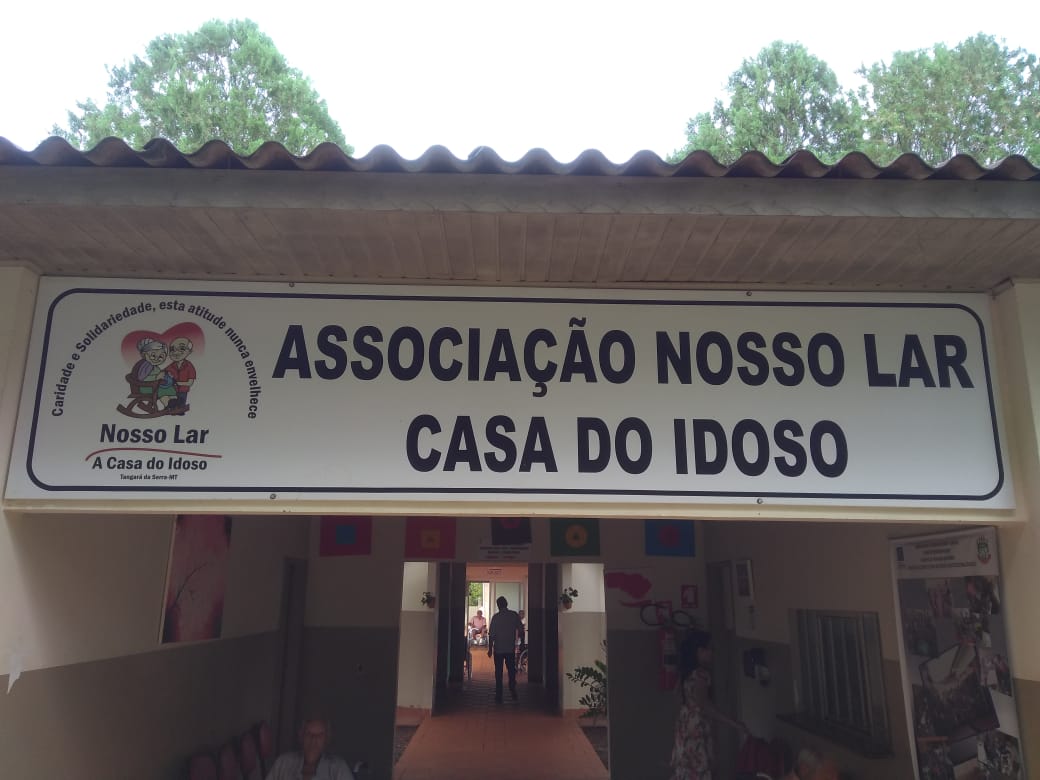 Caridade e Solidariedade, esta atitude nunca envelhece
Nosso Lar
A Casa do Idoso
Tangará da Serra-MT
ASSOCIAÇÃO NOSSO LAR
CASA DO IDOSO